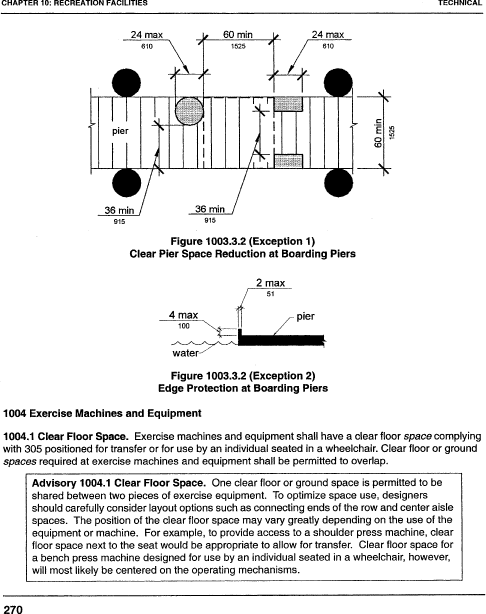 CHAPTER 10: RECREATION FACILITIES TECHNICAL
24 max 60 min 24 max
610 1525 610
pier
60 min
1525
36 min 36 min
915 915
Figure 1003.3.2 (Exception 1)
Clear Pier Space Reduction at Boarding Piers
2 max
51
4 max pier
100
water
Figure 1003.3.2 (Exception 2)
Edge Protection at Boarding Piers
1004 Exercise Machines and Equipment
1004.1 Clear Floor Space. Exercise machines and equipment shall have a clear floor space complying
with 305 positioned for transfer or for use by an individual seated in a wheelchair. Clear floor or ground
spaces required at exercise machines and equipment shall be permitted to overlap.
Advisory 1004.1 Clear Floor Space. One clear floor or ground space is permitted to be
shared between two pieces of exercise equipment. To optimize space use, designers
should carefully consider layout options such as connecting ends of the row and center aisle
spaces. The position of the clear floor space may vary greatly depending on the use of the
equipment or machine. For example, to provide access to a shoulder press machine, clear
floor space next to the seat would be appropriate to allow for transfer. Clear floor space for
a bench press machine designed for use by an individual seated in a wheelchair, however,
will most likely be centered on the operating mechanisms.
270